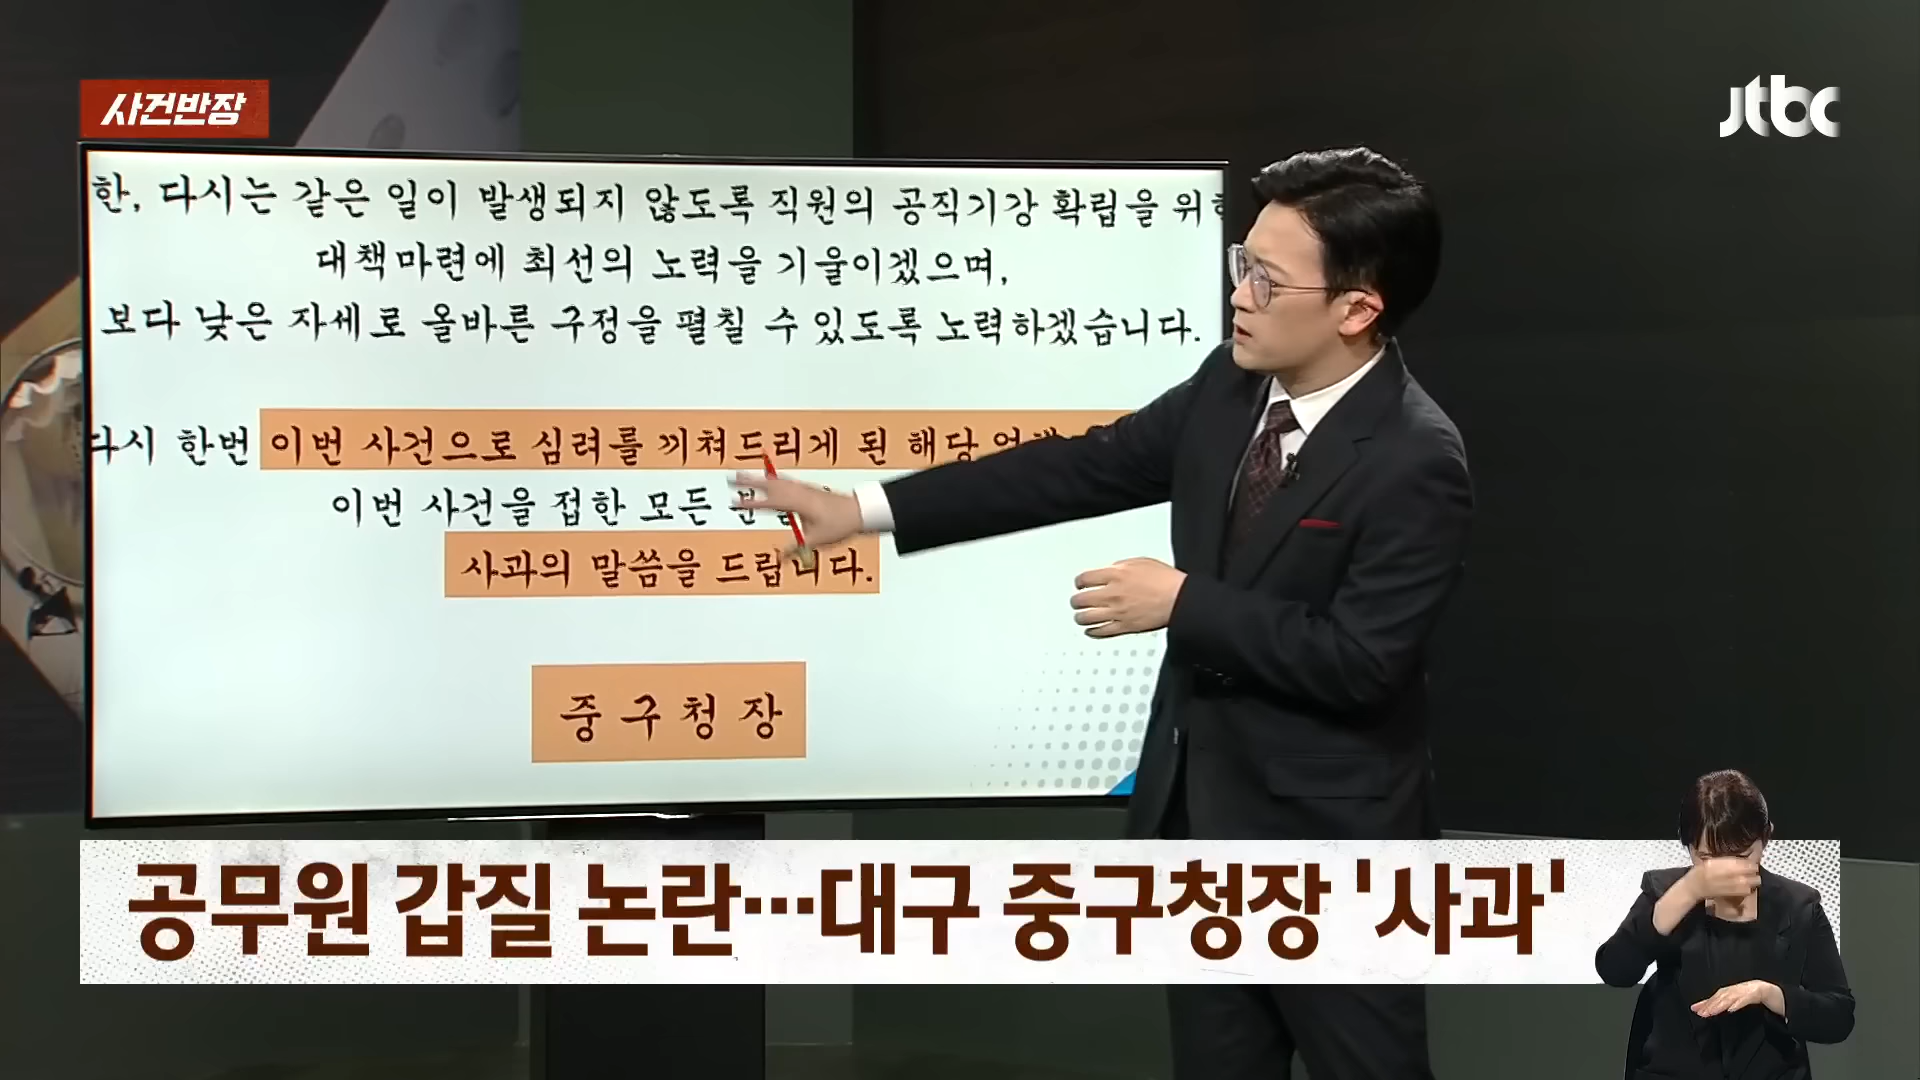 사건반장
jtbc
한, 다시는 같은 일이 발생되지 않도록 직원의 공직기강 확립을
대책마련에 최선의 노력을 기울이겠으며,
보다 낮은 자세로 올바른 구정을 펼칠 수 있도록 노력하겠습니다.
다시 한번 이번 사건으로 심려를 끼쳐드리게 된 해당
이번 사건을 접한 모든
사과의 말씀을 드립니다.
중구청장
공무원 갑질 논란…대구 중구청장 '사과'